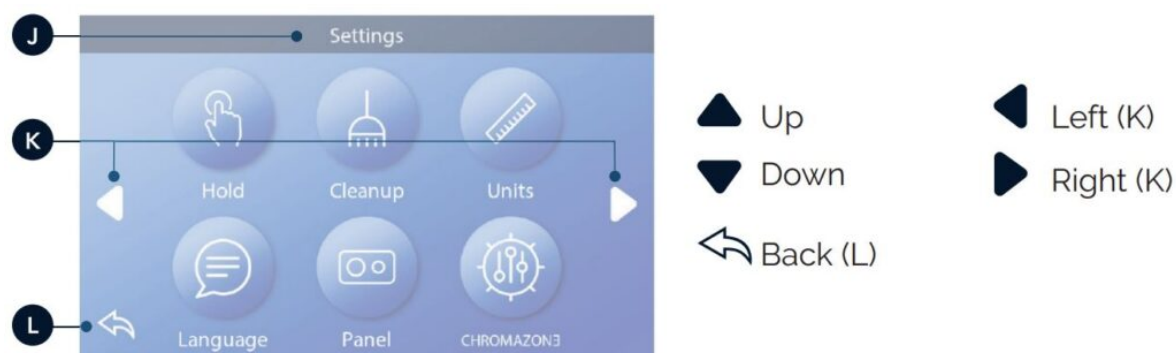 J
Settings
K
Hold Cleanup Units
Language Panel CHROMAZON3
L
Up
Down
Back (L)
Left (K)
Right (K)